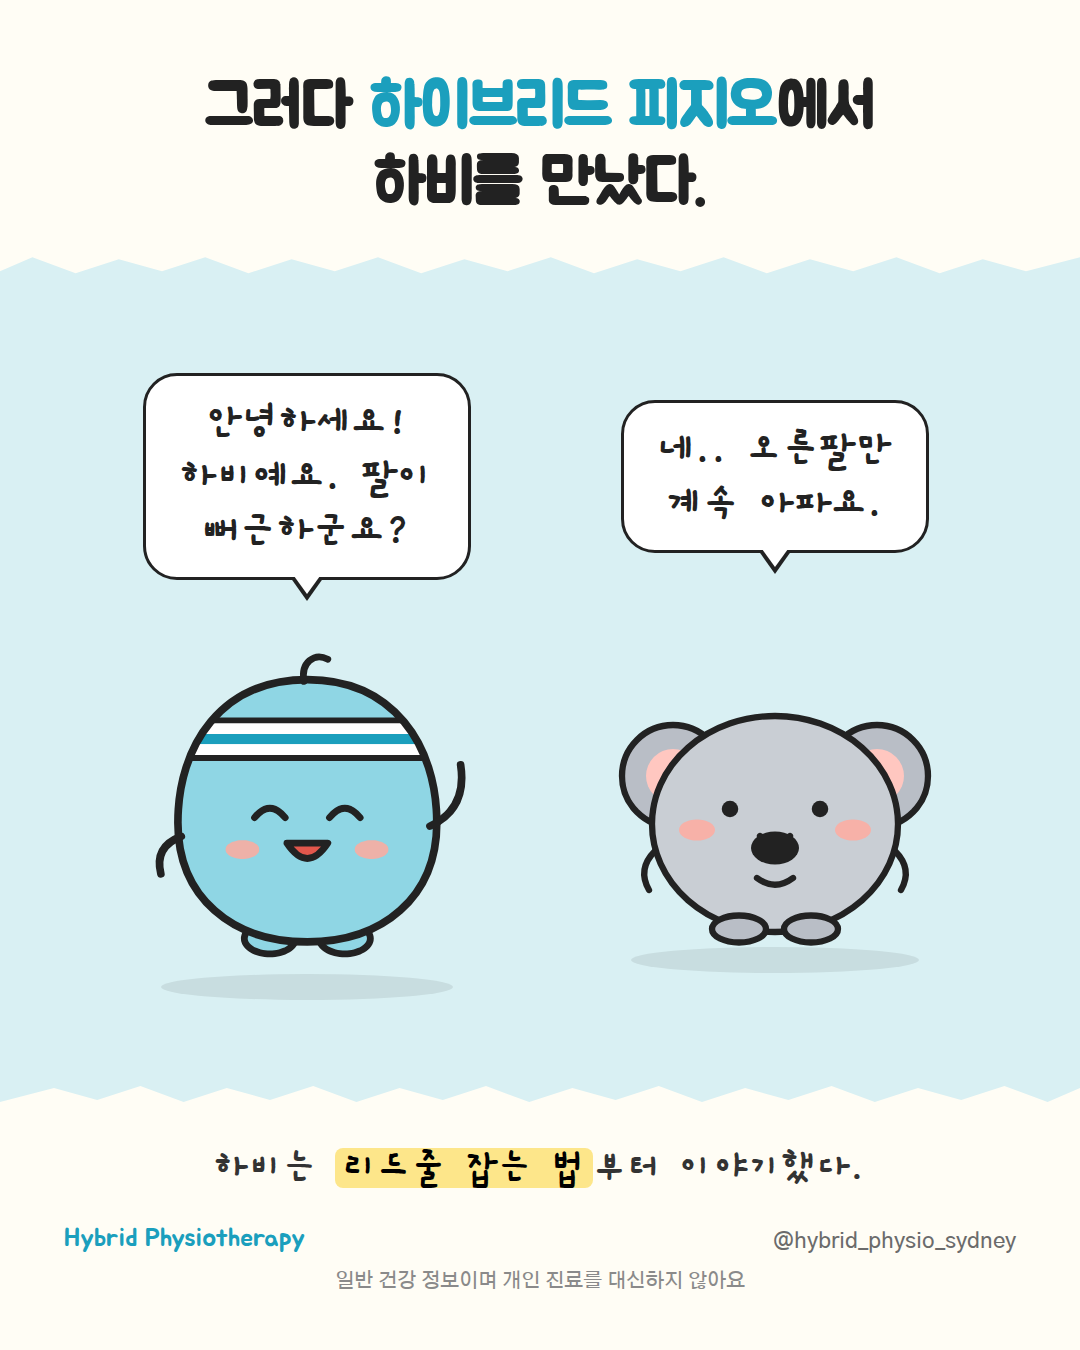 그러다 하이브리드 피지오에서
하비를 만났다.
안녕하세요!
하비예요. 팔이
뻐근하군요?
네.. 오른팔만
계속 아파요.
하비는 리드줄 잡는 법부터 이야기했다.
Hybrid Physiotherapy
@hybrid_physio_sydney
일반 건강 정보이며 개인 진료를 대신하지 않아요